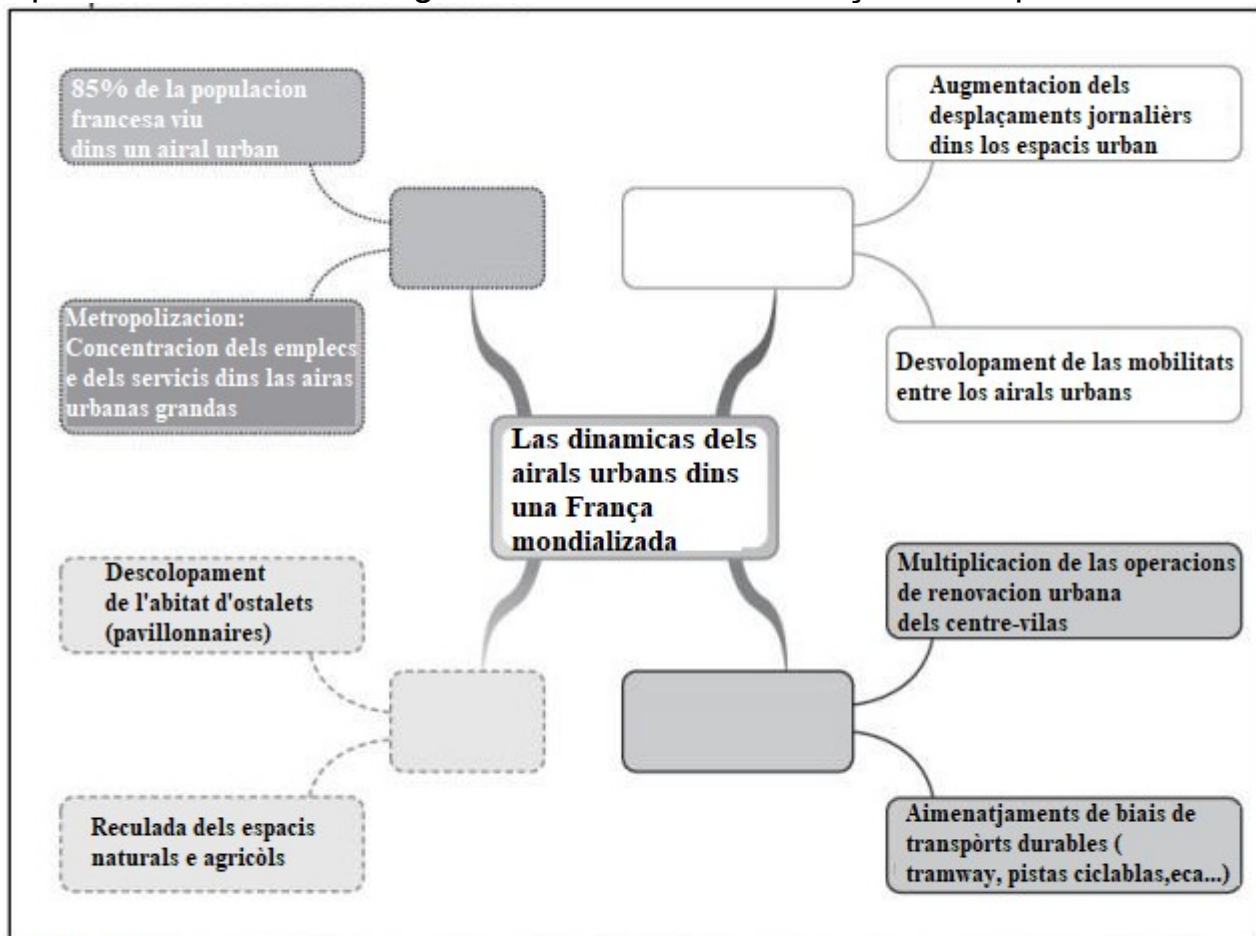 85% de la populacion
francesa viu
dins un airal urban
Metropolizacion:
Concentracion dels emplecs
e dels servicis dins las airas
urbanas grandas
Augmentacion dels
desplaçaments jornalièrs
dins los espacis urban
Desvolopament de las mobilitats
entre los airals urbans
Las dinamicas dels
airals urbans dins
una França
mondializada
Descolopament
de l'abitat d'ostalets
(pavillonnaires)
Reculada dels espacis
naturals e agricòls
Multiplicacion de las operacions
de renovacion urbana
dels centre-vilas
Aimenatjaments de biais de
transpòrts durables (
tramway, pistas ciclablas,eca...)